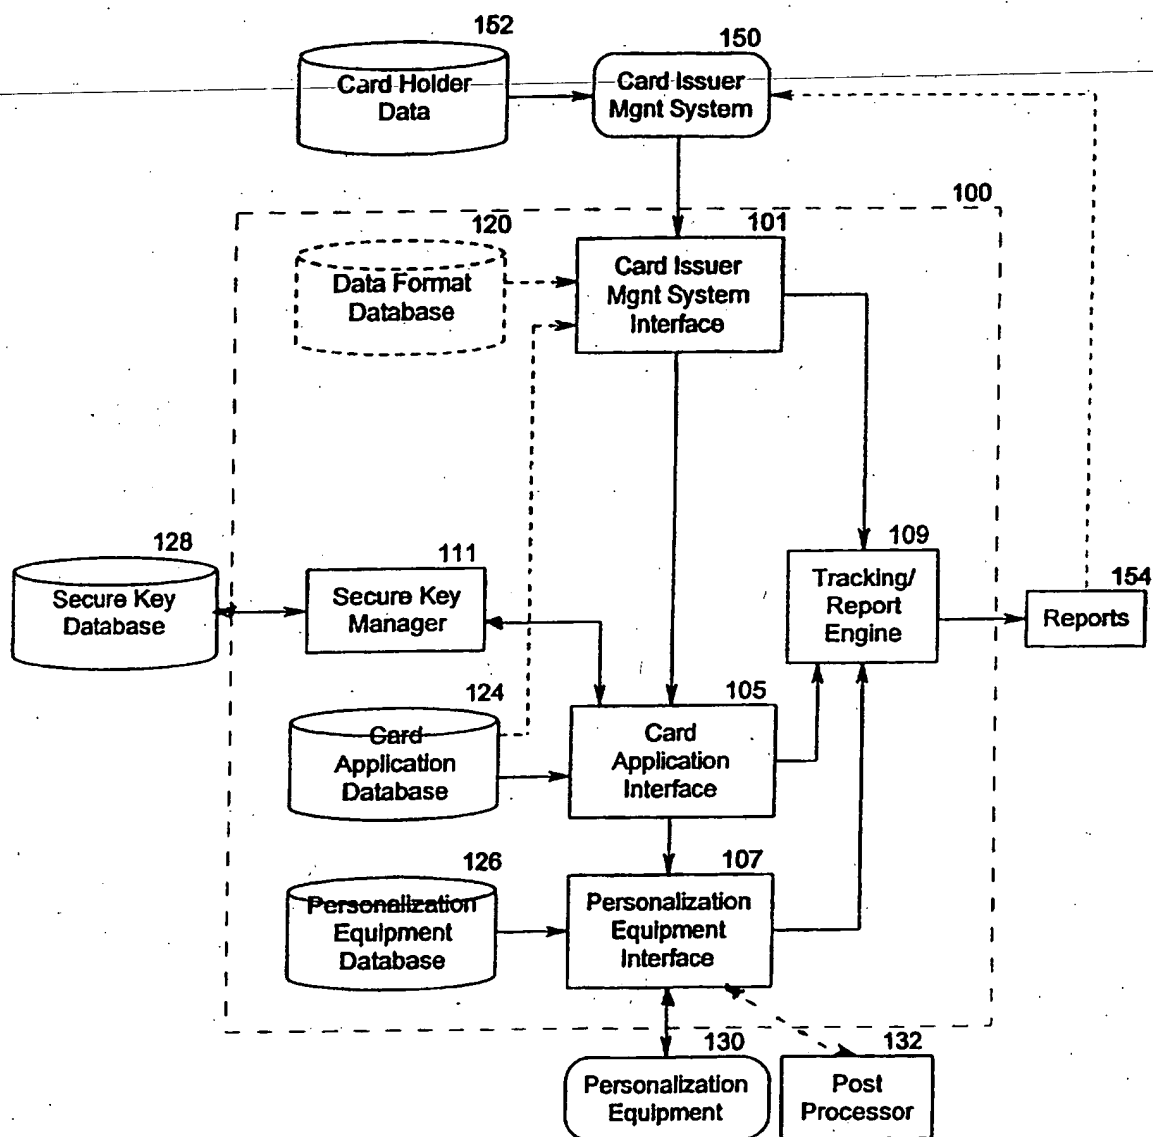 152
150
Card Holder
Data
Card Issuer
Mgnt System
100
120
101
Data Format
Database
Card Issuer
Mgnt System
Interface
128
111
109
154
Secure Key
Database
Secure Key
Manager
Tracking/
Report
Engine
Reports
124
105
Card
Application
Database
Card
Application
Interface
126
107
Personalization
Equipment
Database
Personalization
Equipment
Interface
130
132
Personalization
Equipment
Post
Processor